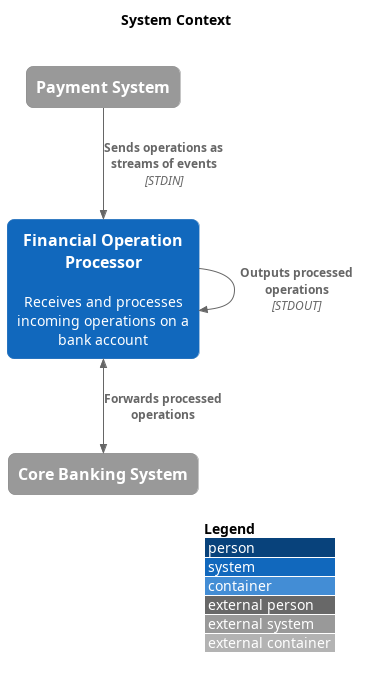 System Context
Payment System
Sends operations as
streams of events
[STDIN]
Financial Operation
Processor
Receives and processes
incoming operations on a
bank account
Outputs processed
operations
[STDOUT]
Forwards processed
operations
Core Banking System
Legend
person
system
container
external person
external system
external container